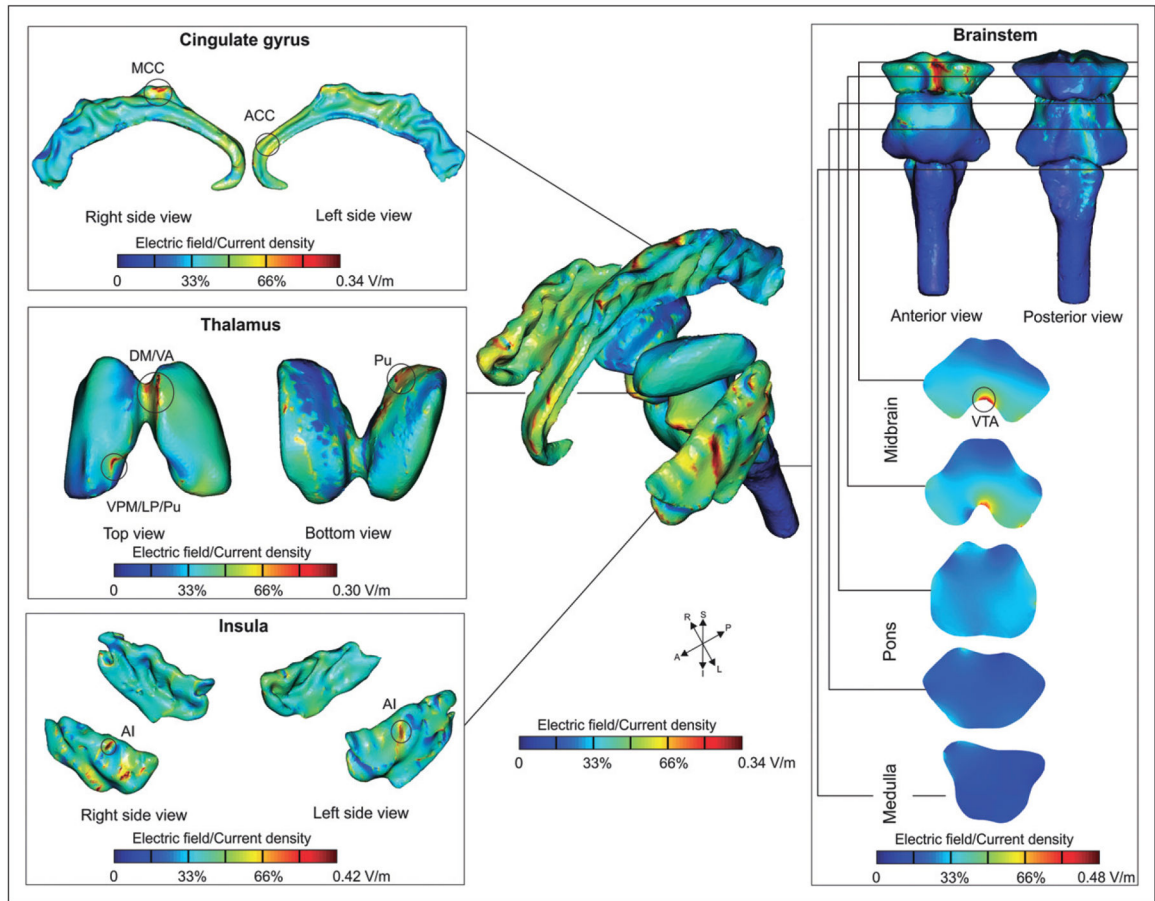 Cingulate gyrus
MCC
ACC
Right side view
Left side view
Electric field/Current density
0 33% 66% 0.34 V/m
Thalamus
DM/VA
Pu
VPM/LP/Pu
Top view
Bottom view
Electric field/Current density
0 33% 66% 0.30 V/m
Insula
AI
AI
Right side view
Left side view
Electric field/Current density
0 33% 66% 0.42 V/m
R S P
A I L
Electric field/Current density
0 33% 66% 0.34 V/m
Brainstem
Anterior view
Posterior view
Midbrain
VTA
Pons
Medulla
Electric field/Current density
0 33% 66% 0.48 V/m